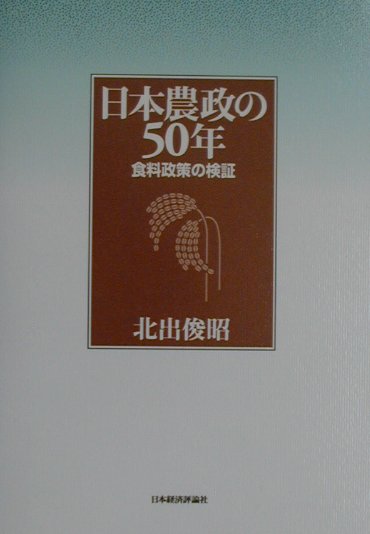 日本農政の
50年
食料政策の検証
北出俊昭
日本経済評論社